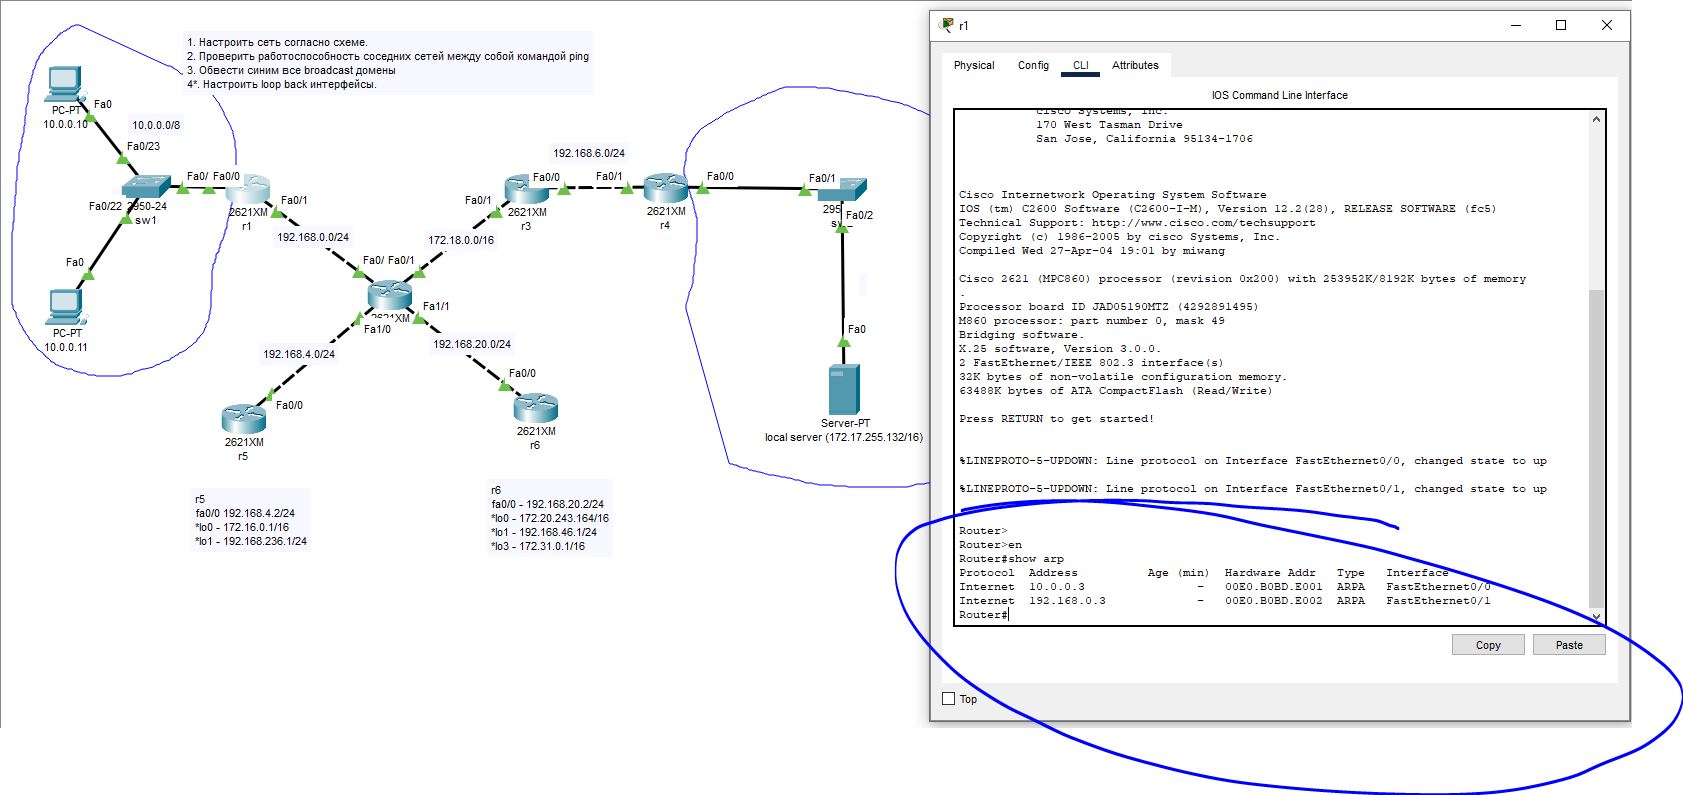 1. Настроить сеть согласно схеме.
2. Проверить работоспособность соседних сетей между собой командой ping
3. Обвести синим все broadcast домены
4*. Настроить loop back интерфейсы.
Fa0
PC-PT
10.0.0.10
10.0.0.0/8
Fa0/23
Fa0/ Fa0/0
Fa0/22 2950-24
sw1
2621XM
r1
Fa0/1
Fa0
PC-PT
10.0.0.11
192.168.0.0/24
172.18.0.0/16
Fa0/1
Fa0/0
2621XM
r3
192.168.6.0/24
Fa0/1
Fa0/0
2621XM
r4
Fa0/1
295
Fa0/2
Fa0
Server-PT
local server (172.17.255.132/16)
Fa0/ Fa0/1
2621XM
Fa1/1
Fa1/0
192.168.4.0/24
192.168.20.0/24
Fa0/0
2621XM
r5
Fa0/0
2621XM
r6
r5
fa0/0 192.168.4.2/24
*lo0 - 172.16.0.1/16
*lo1 - 192.168.236.1/24
r6
fa0/0 - 192.168.20.2/24
*lo0 - 172.20.243.164/16
*lo1 - 192.168.46.1/24
*lo3 - 172.31.0.1/16
r1
Physical Config CLI Attributes
IOS Command Line Interface
cisco Systems, Inc.
170 West Tasman Drive
San Jose, California 95134-1706
Cisco Internetwork Operating System Software
IOS (tm) C2600 Software (C2600-I-M), Version 12.2(28), RELEASE SOFTWARE (fc5)
Technical Support: http://www.cisco.com/techsupport
Copyright (c) 1986-2005 by cisco Systems, Inc.
Compiled Wed 27-Apr-04 19:01 by miwang
Cisco 2621 (MPC860) processor (revision 0x200) with 253952K/8192K bytes of memory
.
Processor board ID JAD05190MTZ (4292891495)
M860 processor: part number 0, mask 49
Bridging software.
X.25 software, Version 3.0.0.
2 FastEthernet/IEEE 802.3 interface(s)
32K bytes of non-volatile configuration memory.
63488K bytes of ATA CompactFlash (Read/Write)
Press RETURN to get started!
%LINEPROTO-5-UPDOWN: Line protocol on Interface FastEthernet0/0, changed state to up
%LINEPROTO-5-UPDOWN: Line protocol on Interface FastEthernet0/1, changed state to up
Router>
Router>en
Router#show arp
Protocol Address Age (min) Hardware Addr Type Interface
Internet 10.0.0.3 - 00E0.B0BD.E001 ARPA FastEthernet0/0
Internet 192.168.0.3 - 00E0.B0BD.E002 ARPA FastEthernet0/1
Router#
Copy Paste
Top